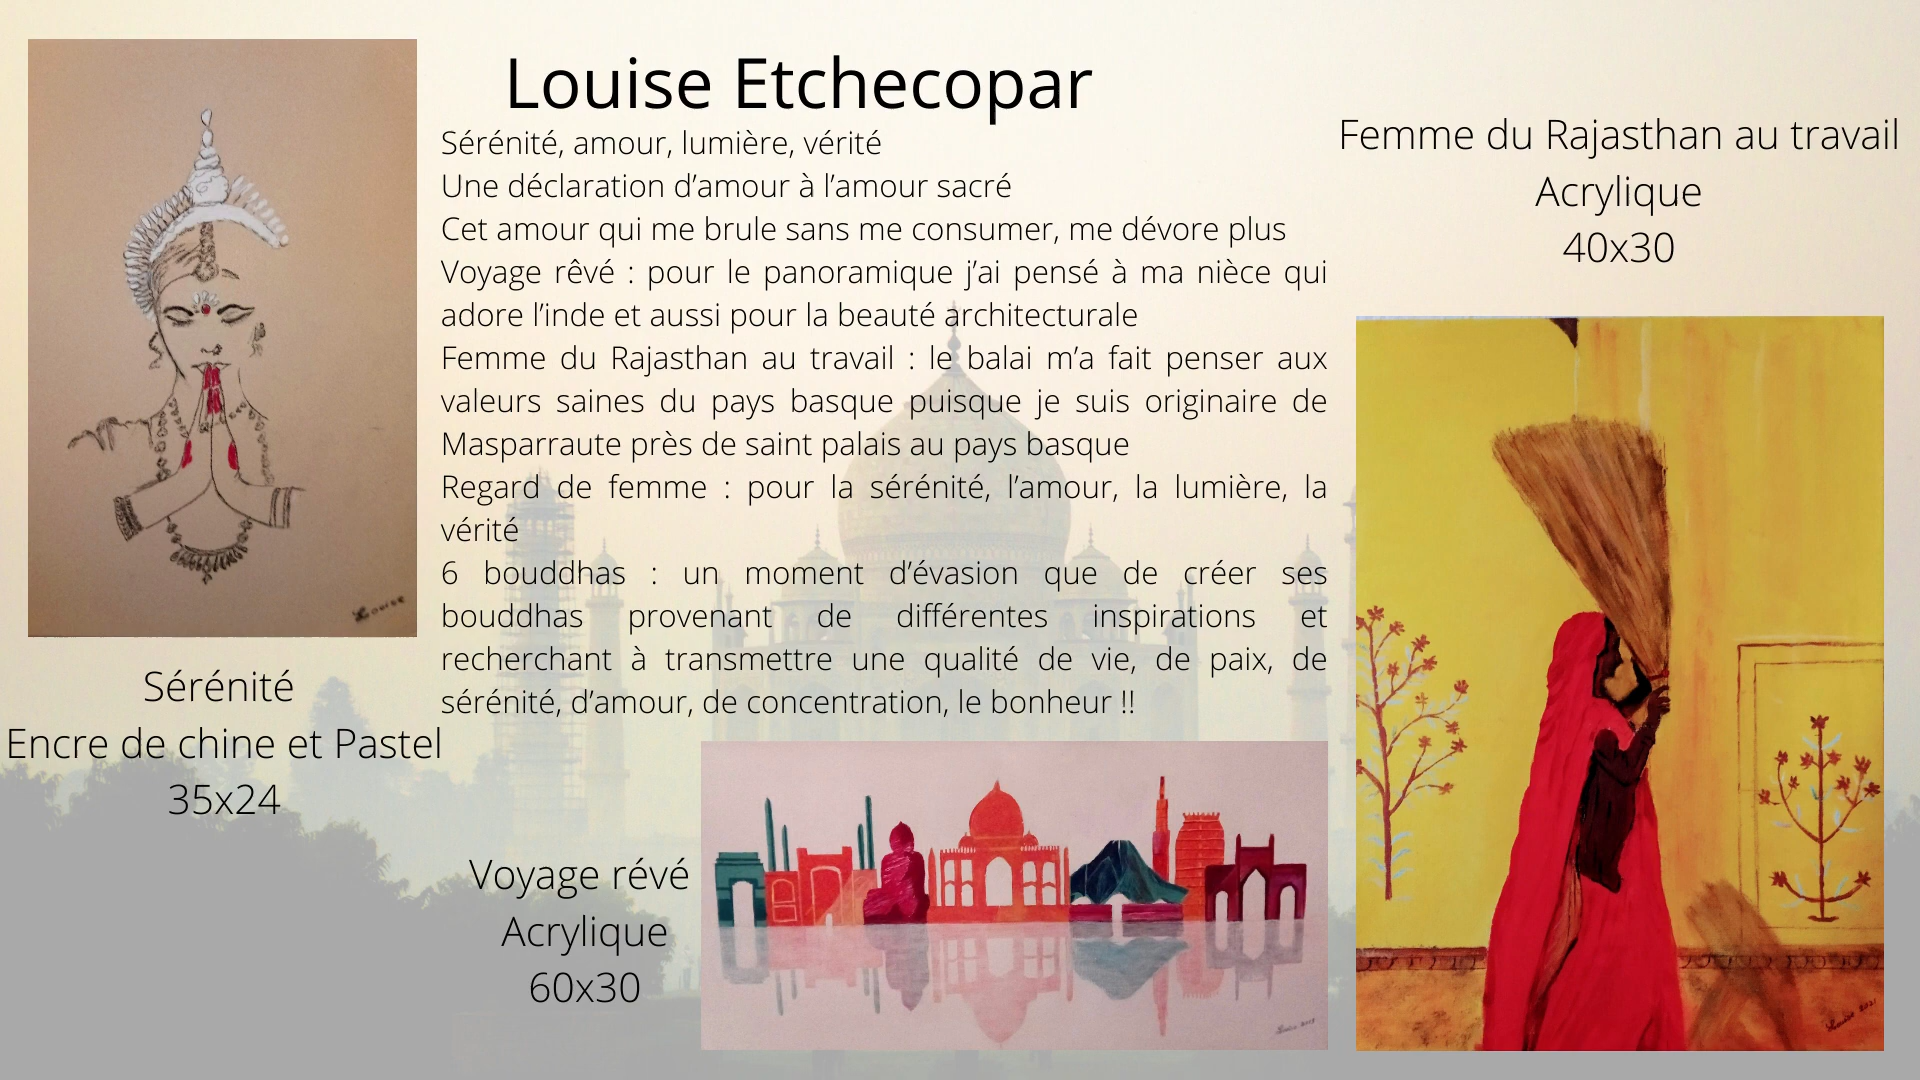 Louise Etchecopar
Sérénité, amour, lumière, vérité
Une déclaration d’amour à l’amour sacré
Cet amour qui me brule sans me consumer, me dévore plus
Voyage rêvé : pour le panoramique j’ai pensé à ma nièce qui
adore l’inde et aussi pour la beauté architecturale
Femme du Rajasthan au travail : le balai m’a fait penser aux
valeurs saines du pays basque puisque je suis originaire de
Masparraute près de saint palais au pays basque
Regard de femme : pour la sérénité, l’amour, la lumière, la
vérité
6 bouddhas : un moment d’évasion que de créer ses
bouddhas provenant de différentes inspirations et
recherchant à transmettre une qualité de vie, de paix, de
sérénité, d’amour, de concentration, le bonheur !!
Louise
Sérénité
Encre de chine et Pastel
35x24
Voyage révé
Acrylique
60x30
Louise
Femme du Rajasthan au travail
Acrylique
40x30
Louise 2021